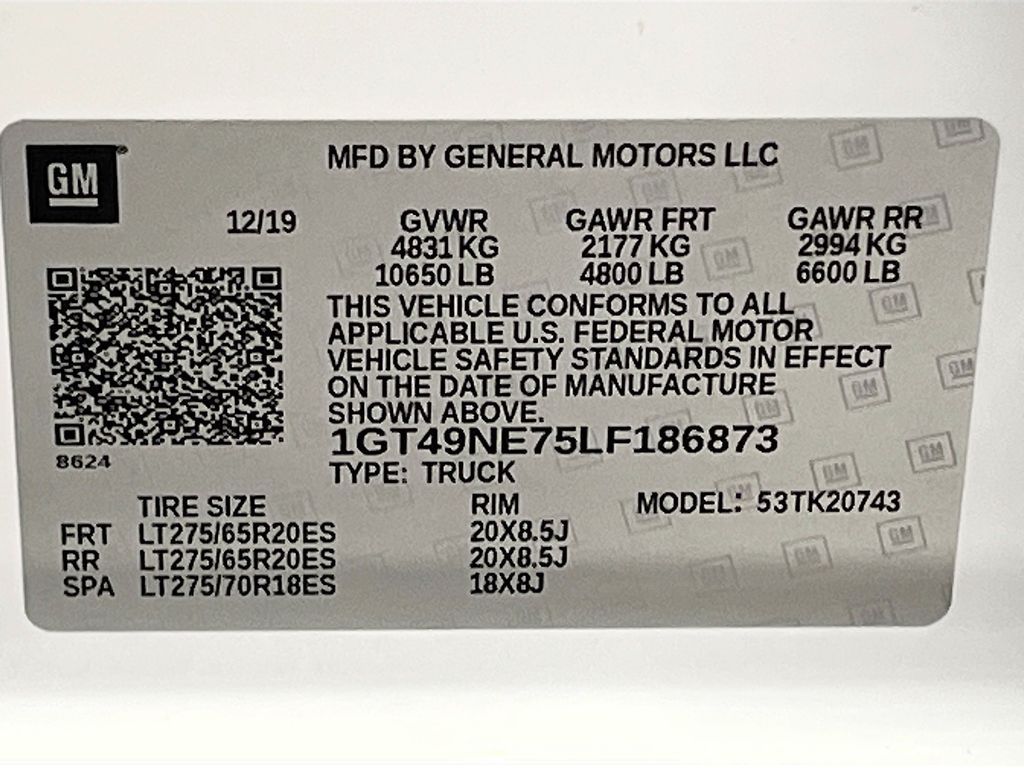 GM
MFD BY GENERAL MOTORS LLC
12/19 GVWR GAWR FRT GAWR RR
4831 KG 2177 KG 2994 KG
10650 LB 4800 LB 6600 LB
THIS VEHICLE CONFORMS TO ALL
APPLICABLE U.S. FEDERAL MOTOR
VEHICLE SAFETY STANDARDS IN EFFECT
ON THE DATE OF MANUFACTURE
SHOWN ABOVE.
1GT49NE75LF186873
8624
TYPE: TRUCK
TIRE SIZE RIM MODEL: 53TK20743
FRT LT275/65R20ES 20X8.5J
RR LT275/65R20ES 20X8.5J
SPA LT275/70R18ES 18X8J